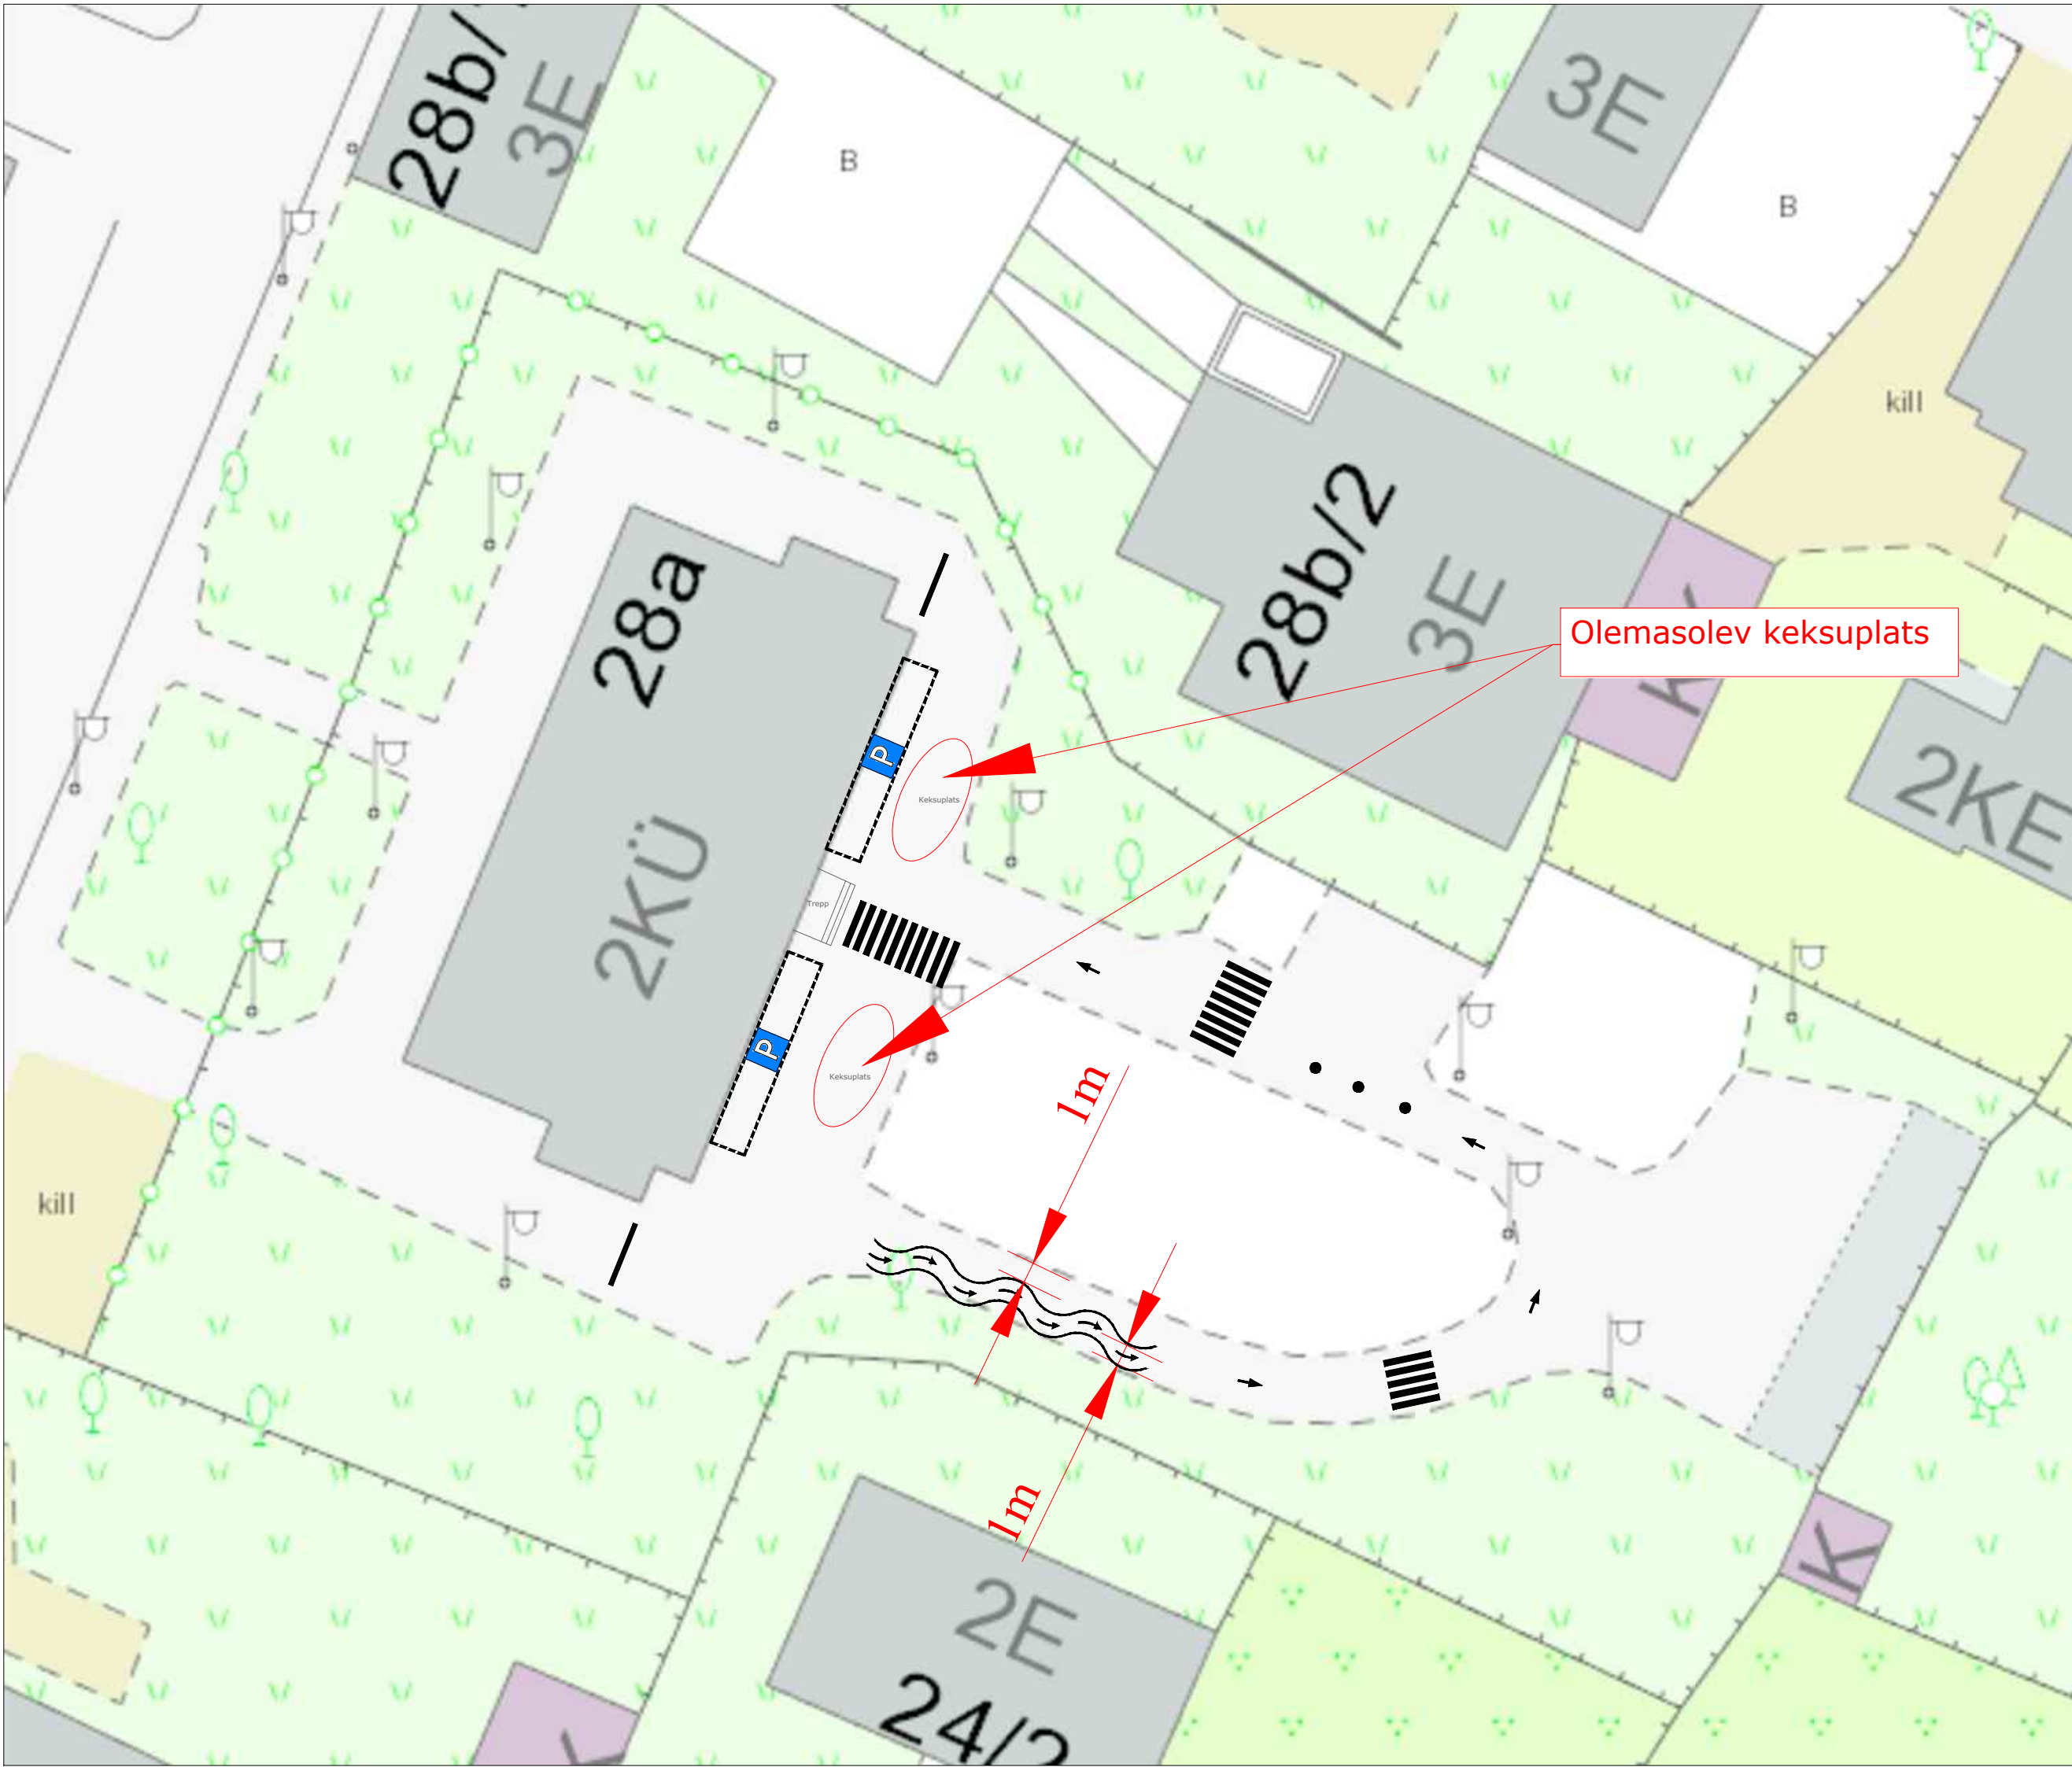 28b/
3E
B
3E
B
kill
28a
28b/2
3E
Olemasolev keksuplats
K
P
Keksuplats
2KE
2KÜ
Trepp
P
Keksuplats
1m
kill
1m
K
2E
24/2
K